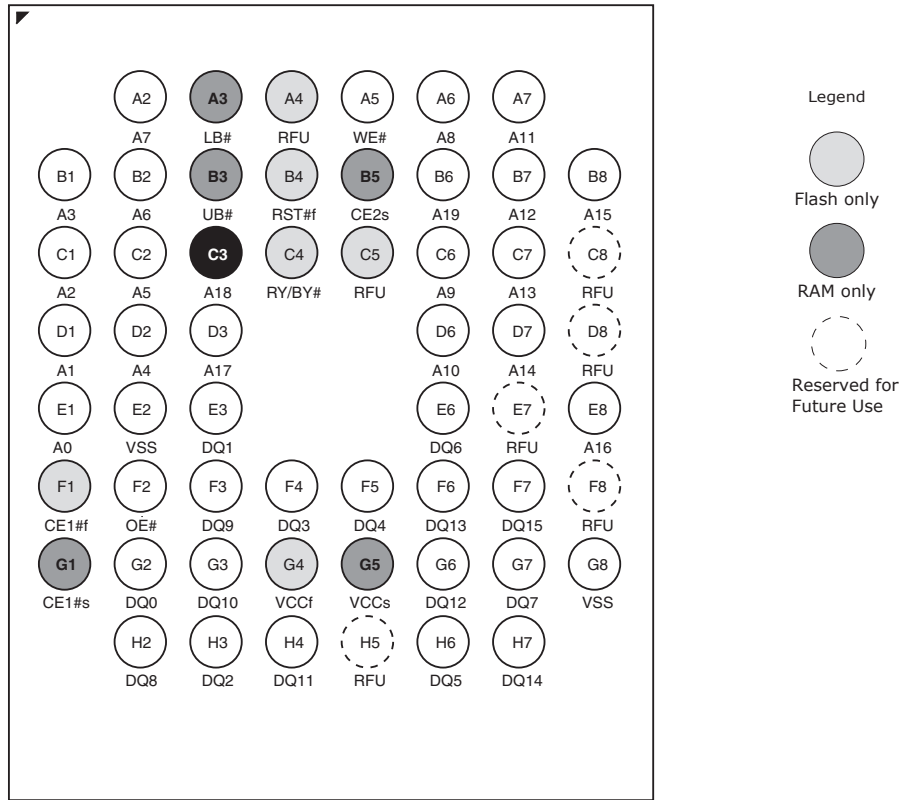 A2 A3 A4 A5 A6 A7
A7 LB# RFU WE# A8 A11
B1 B2 B3 B4 B5 B6 B7 B8
A3 A6 UB# RST#f CE2s A19 A12 A15
C1 C2 C3 C4 C5 C6 C7 C8
A2 A5 A18 RY/BY# RFU A9 A13 RFU
D1 D2 D3 D6 D7 D8
A1 A4 A17 A10 A14 RFU
E1 E2 E3 E6 E7 E8
A0 VSS DQ1 DQ6 RFU A16
F1 F2 F3 F4 F5 F6 F7 F8
CE1#f OE# DQ9 DQ3 DQ4 DQ13 DQ15 RFU
G1 G2 G3 G4 G5 G6 G7 G8
CE1#s DQ0 DQ10 VCCf VCCs DQ12 DQ7 VSS
H2 H3 H4 H5 H6 H7
DQ8 DQ2 DQ11 RFU DQ5 DQ14
Legend
Flash only
RAM only
Reserved for
Future Use